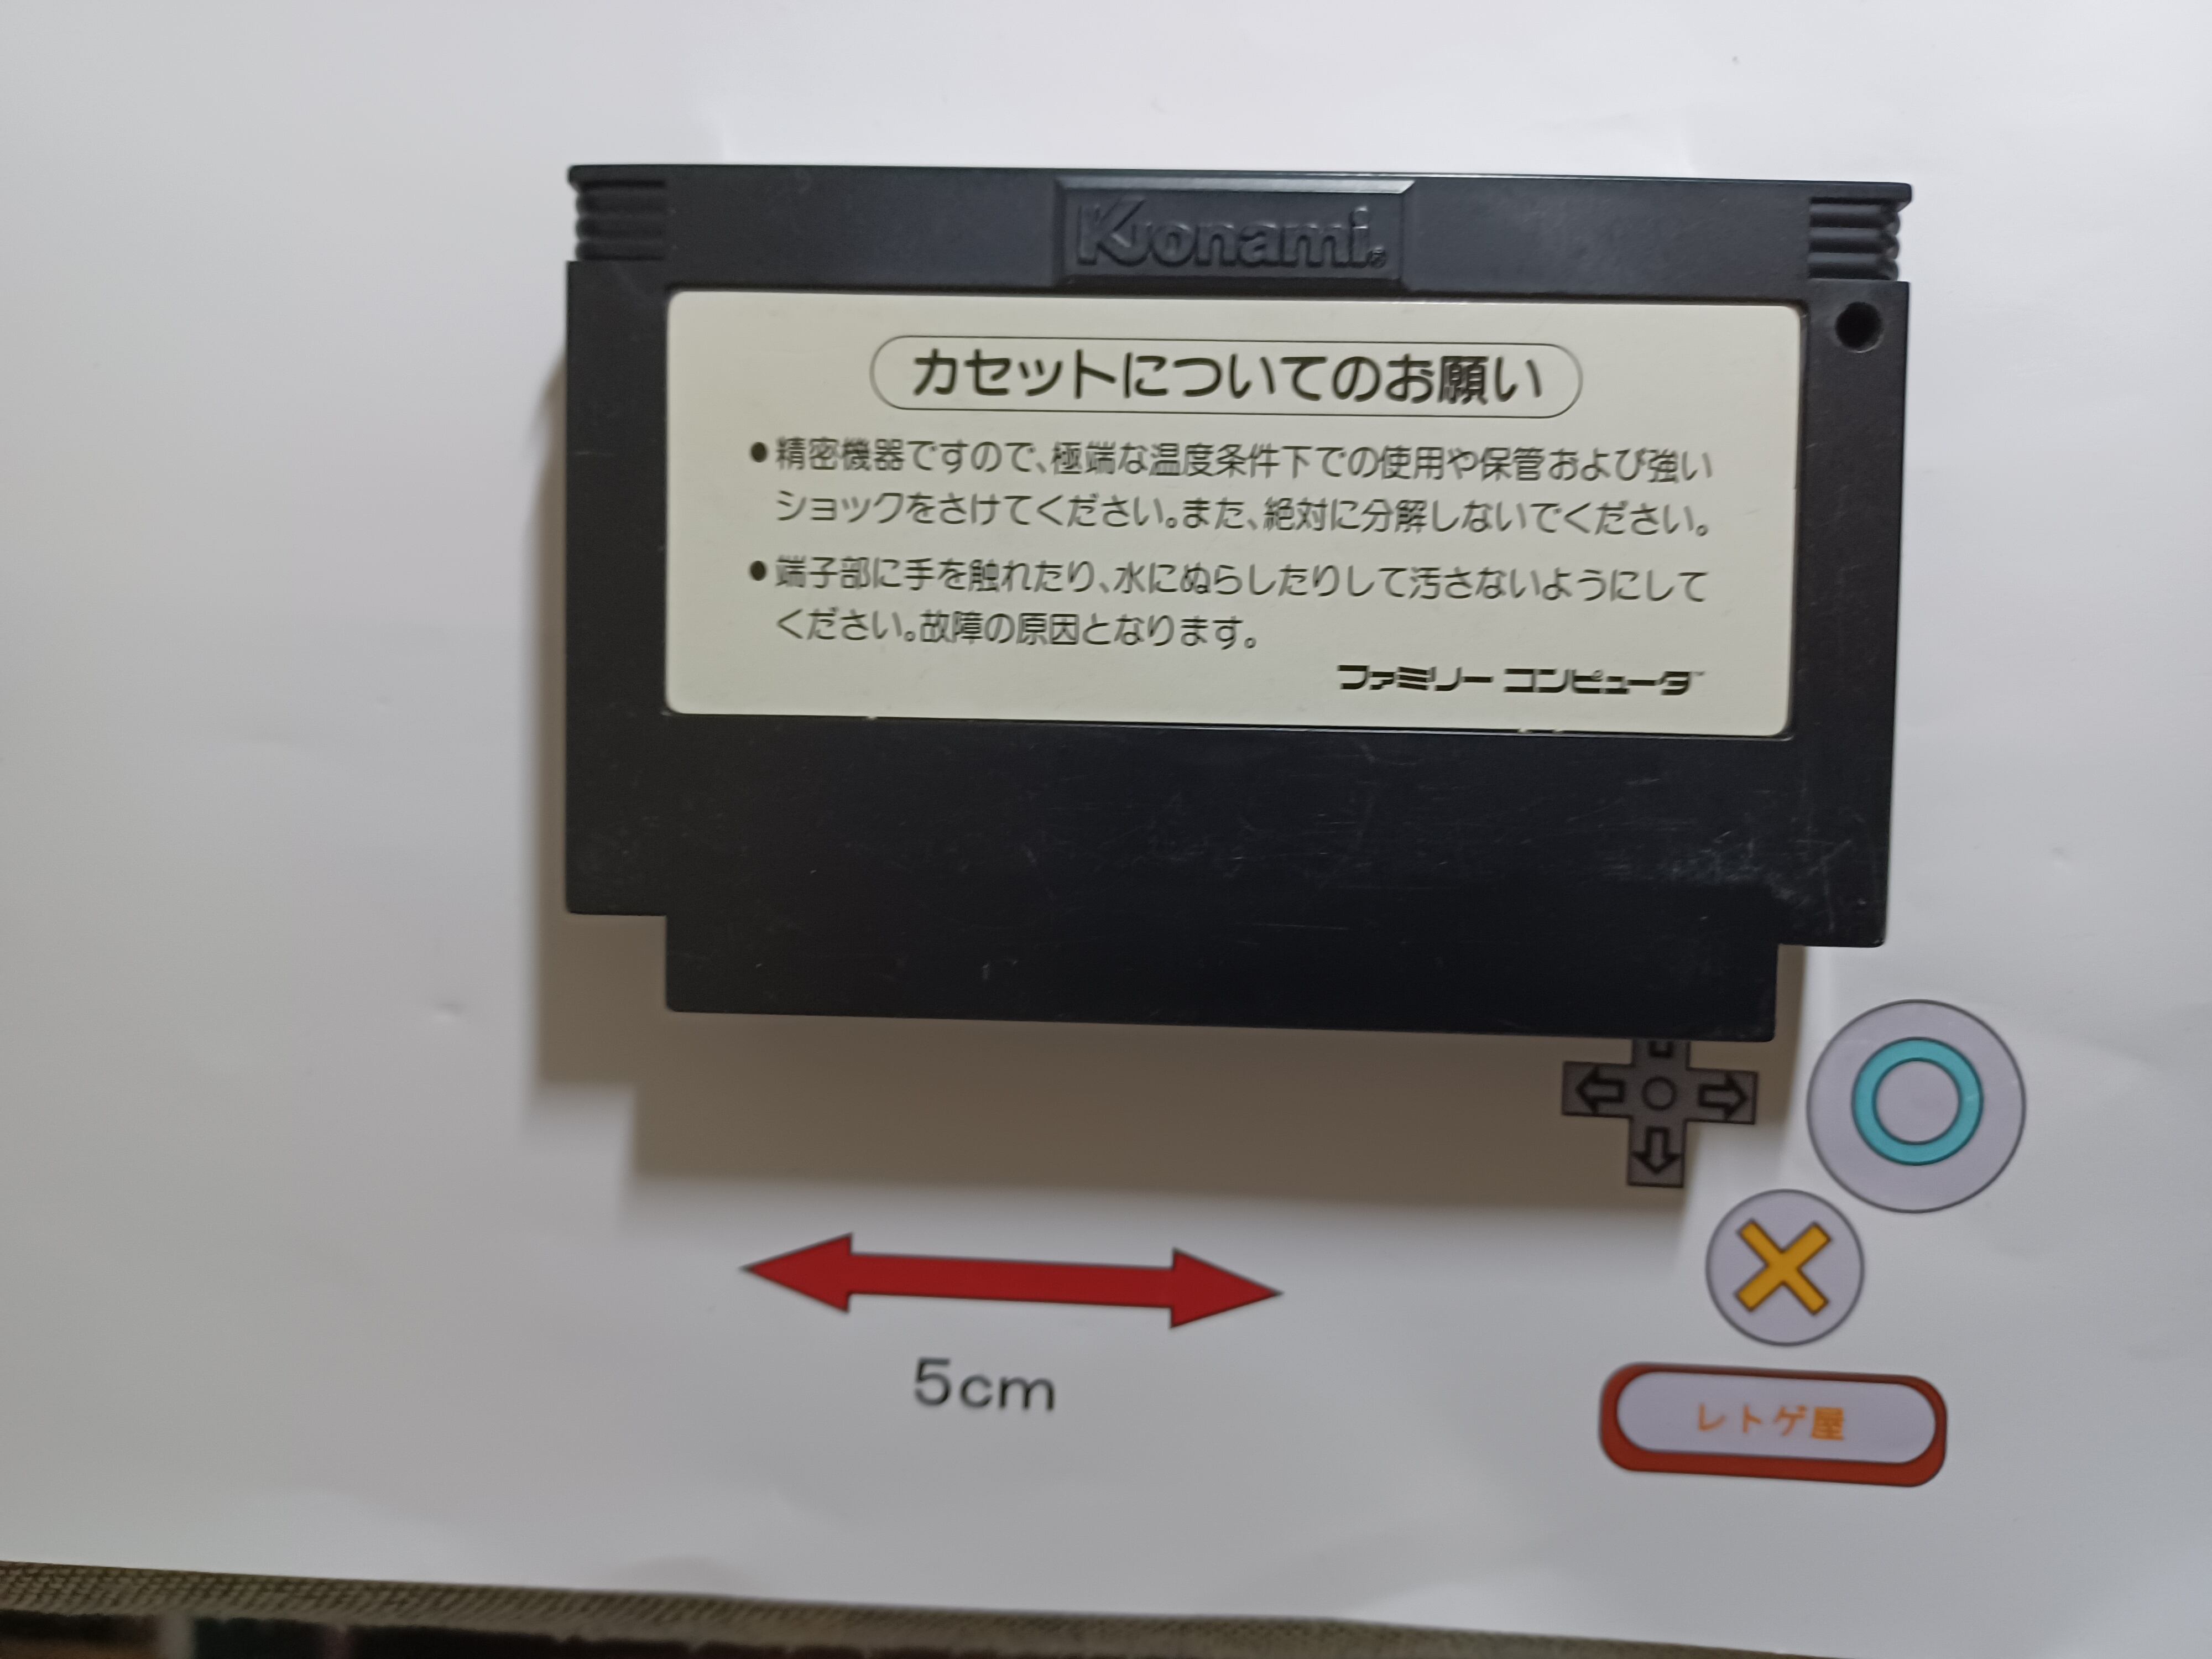 Konami®
カセットについてのお願い
●精密機器ですので、極端な温度条件下での使用や保管および強い
ショックをさけてください。また、絶対に分解しないでください。
●端子部に手を触れたり、水にぬらしたりして汚さないようにして
ください。故障の原因となります。
ファミリー コンピュータ™
5cm
レトゲ屋